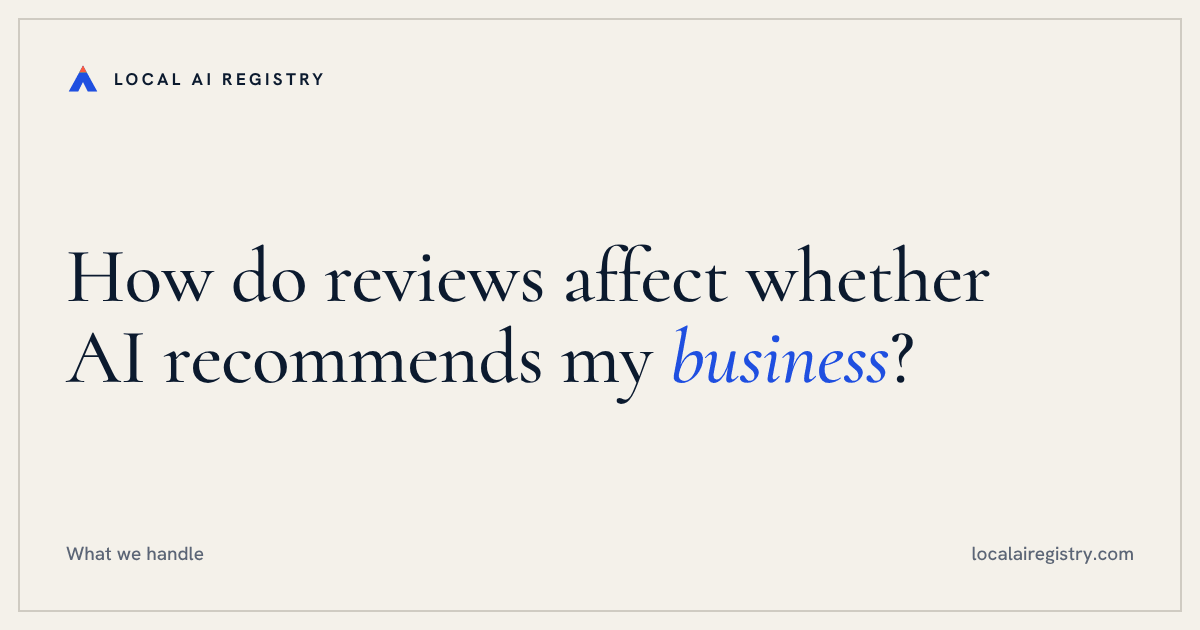 LOCAL AI REGISTRY
How do reviews affect whether
AI recommends my business?
What we handle
localairegistry.com